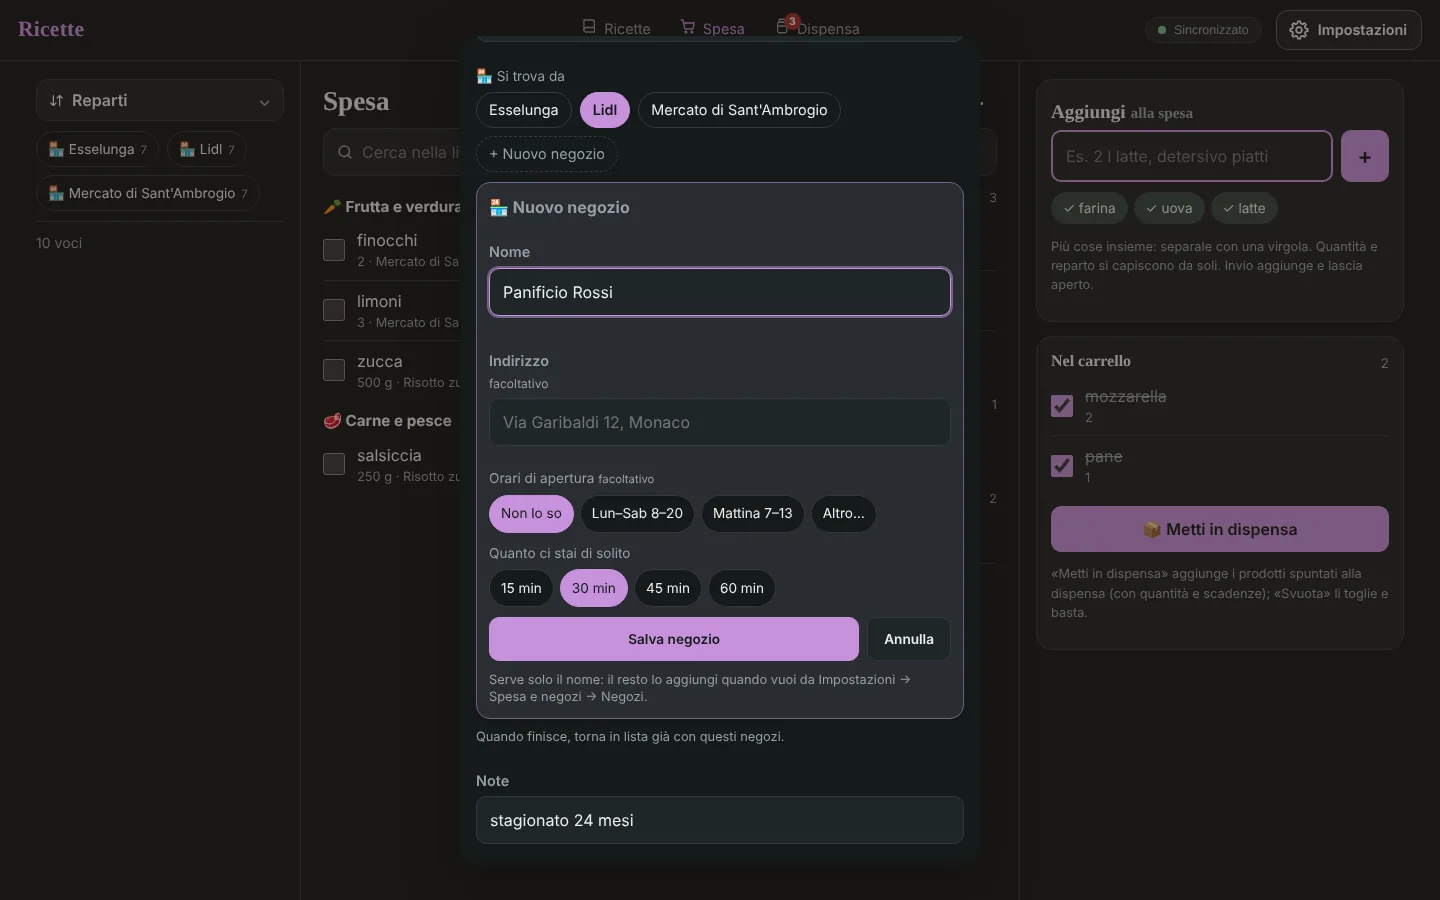 Ricette
Ricette
Spesa
3
Dispensa
Sincronizzato
Impostazioni
Reparti
Esselunga 7
Lidl 7
Mercato di Sant'Ambrogio 7
10 voci
Spesa
Cerca nella li
Frutta e verdura
3
finocchi
2 · Mercato di Sa
limoni
3 · Mercato di Sa
zucca
500 g · Risotto zu
1
Carne e pesce
salsiccia
250 g · Risotto zu
2
Si trova da
Esselunga
Lidl
Mercato di Sant'Ambrogio
+ Nuovo negozio
Nuovo negozio
Nome
Panificio Rossi
Indirizzo
facoltativo
Via Garibaldi 12, Monaco
Orari di apertura facoltativo
Non lo so
Lun–Sab 8–20
Mattina 7–13
Altro...
Quanto ci stai di solito
15 min
30 min
45 min
60 min
Salva negozio
Annulla
Serve solo il nome: il resto lo aggiungi quando vuoi da Impostazioni →
Spesa e negozi → Negozi.
Quando finisce, torna in lista già con questi negozi.
Note
stagionato 24 mesi
Aggiungi alla spesa
Es. 2 l latte, detersivo piatti
+
✓ farina
✓ uova
✓ latte
Più cose insieme: separale con una virgola. Quantità e
reparto si capiscono da soli. Invio aggiunge e lascia
aperto.
Nel carrello
2
mozzarella
2
pane
1
Metti in dispensa
«Metti in dispensa» aggiunge i prodotti spuntati alla
dispensa (con quantità e scadenze); «Svuota» li toglie e
basta.